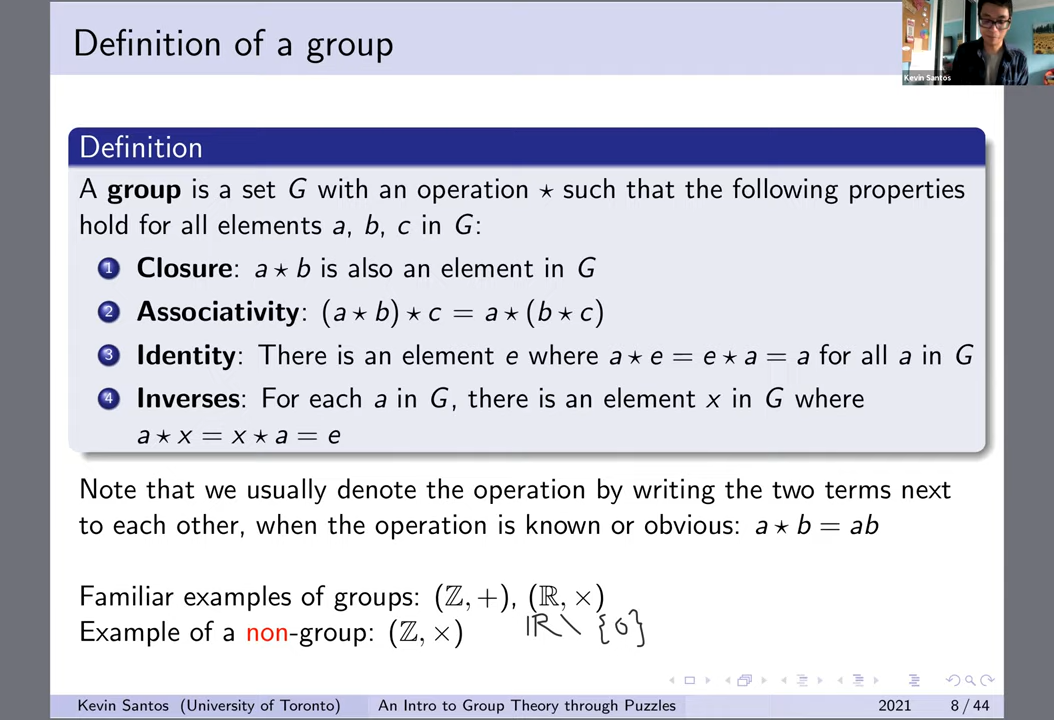 Definition of a group
Kevin Santos
Definition
A group is a set G with an operation ⋆ such that the following properties
hold for all elements a, b, c in G:
1 Closure: a ⋆ b is also an element in G
2 Associativity: (a ⋆ b) ⋆ c = a ⋆ (b ⋆ c)
3 Identity: There is an element e where a ⋆ e = e ⋆ a = a for all a in G
4 Inverses: For each a in G, there is an element x in G where
a ⋆ x = x ⋆ a = e
Note that we usually denote the operation by writing the two terms next
to each other, when the operation is known or obvious: a ⋆ b = ab
Familiar examples of groups: (ℤ, +), (ℝ, ×)
Example of a non-group: (ℤ, ×)
ℝ \ {0}
Kevin Santos (University of Toronto) An Intro to Group Theory through Puzzles 2021 8 / 44